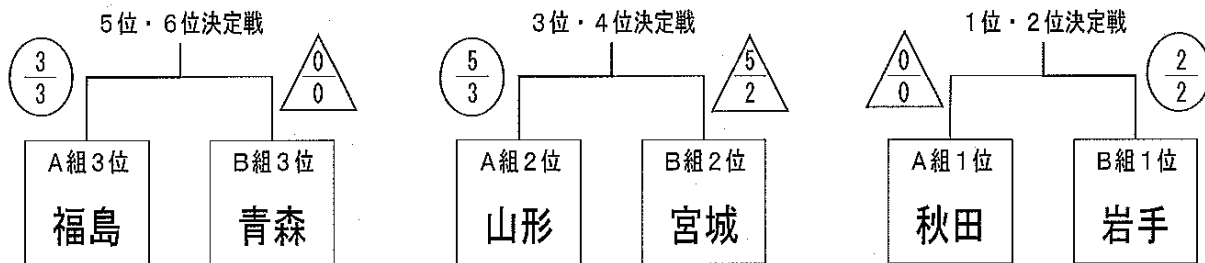 5位・6位決定戦
3
3
0
0
A組3位
福島
B組3位
青森
3位・4位決定戦
5
3
5
2
A組2位
山形
B組2位
宮城
1位・2位決定戦
0
0
2
2
A組1位
秋田
B組1位
岩手